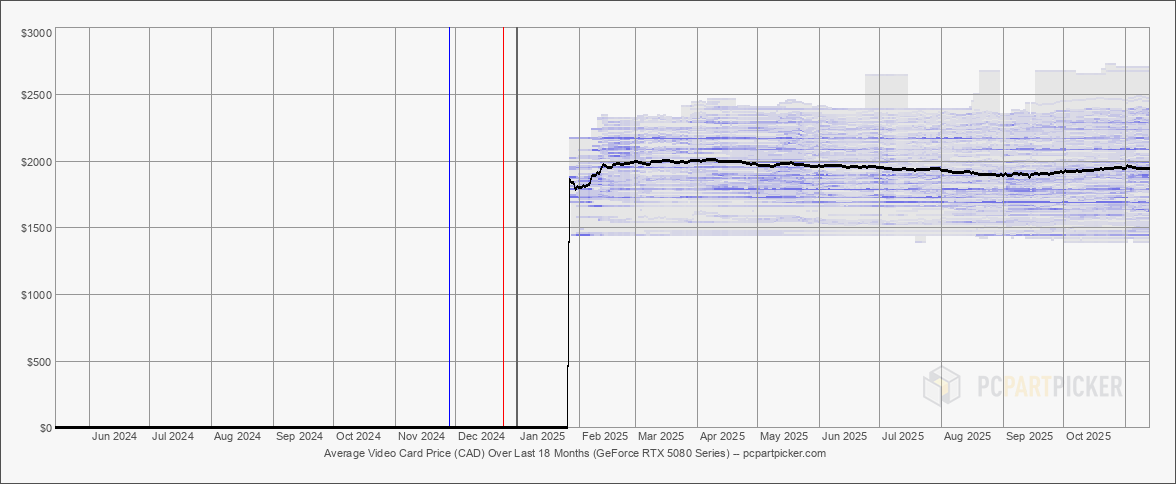 $3000
$2500
$2000
$1500
$1000
$500
$0
PCPARTPICKER
Jun 2024 Jul 2024 Aug 2024 Sep 2024 Oct 2024 Nov 2024 Dec 2024 Jan 2025 Feb 2025 Mar 2025 Apr 2025 May 2025 Jun 2025 Jul 2025 Aug 2025 Sep 2025 Oct 2025
Average Video Card Price (CAD) Over Last 18 Months (GeForce RTX 5080 Series) -- pcpartpicker.com